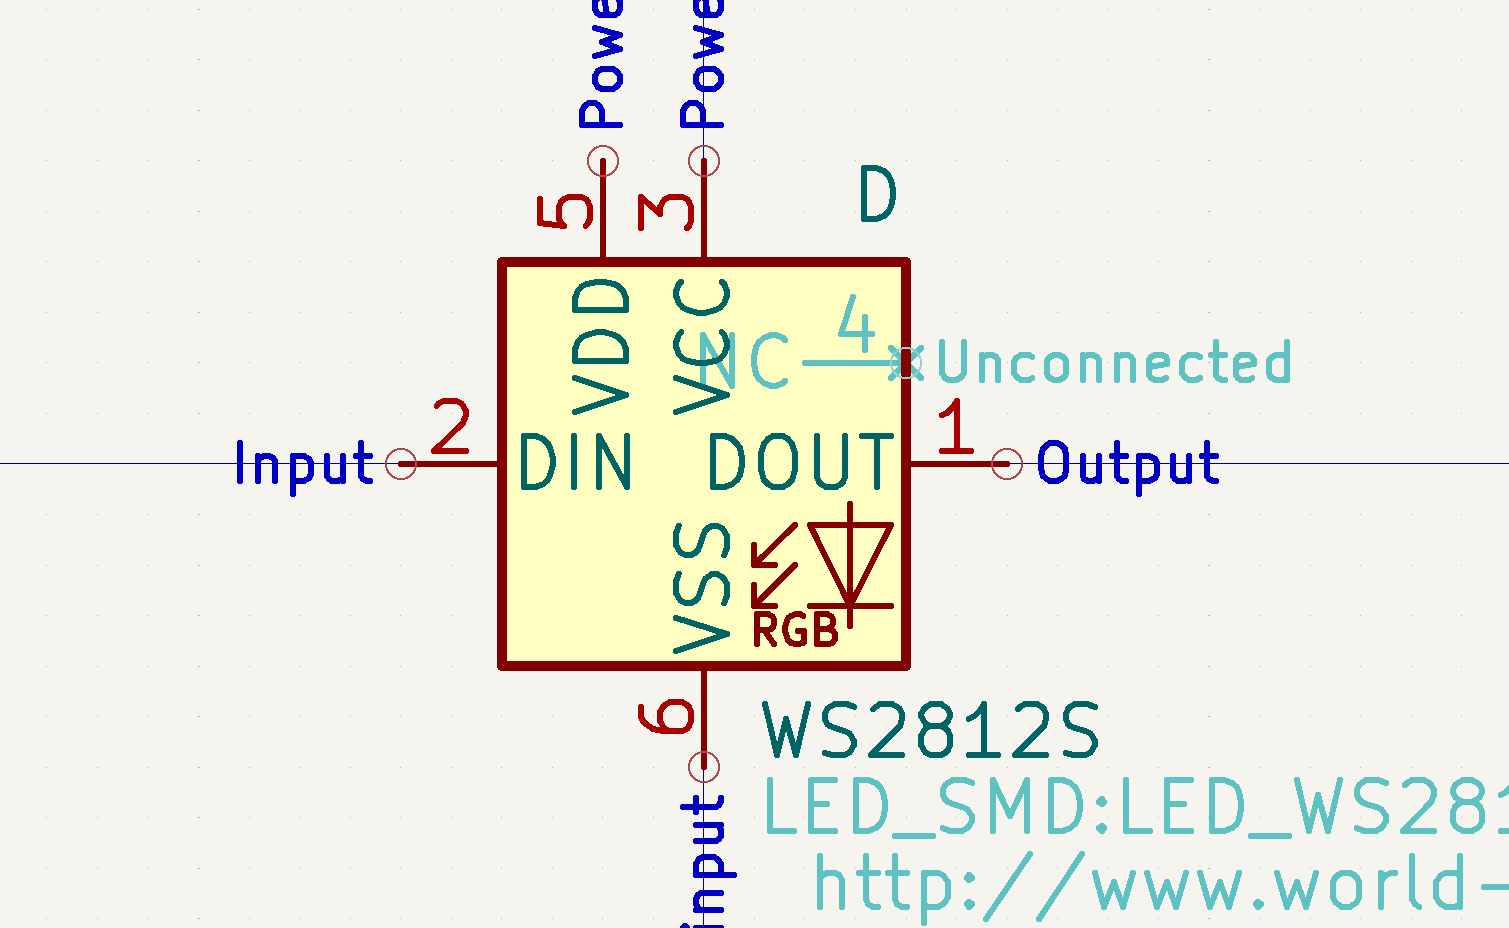 Powe
Powe
D
5
3
VDD
VCC
4
NC
Unconnected
2
1
Input
DIN
DOUT
Output
VSS
RGB
6
WS2812S
input
LED_SMD:LED_WS281
http://www.world-